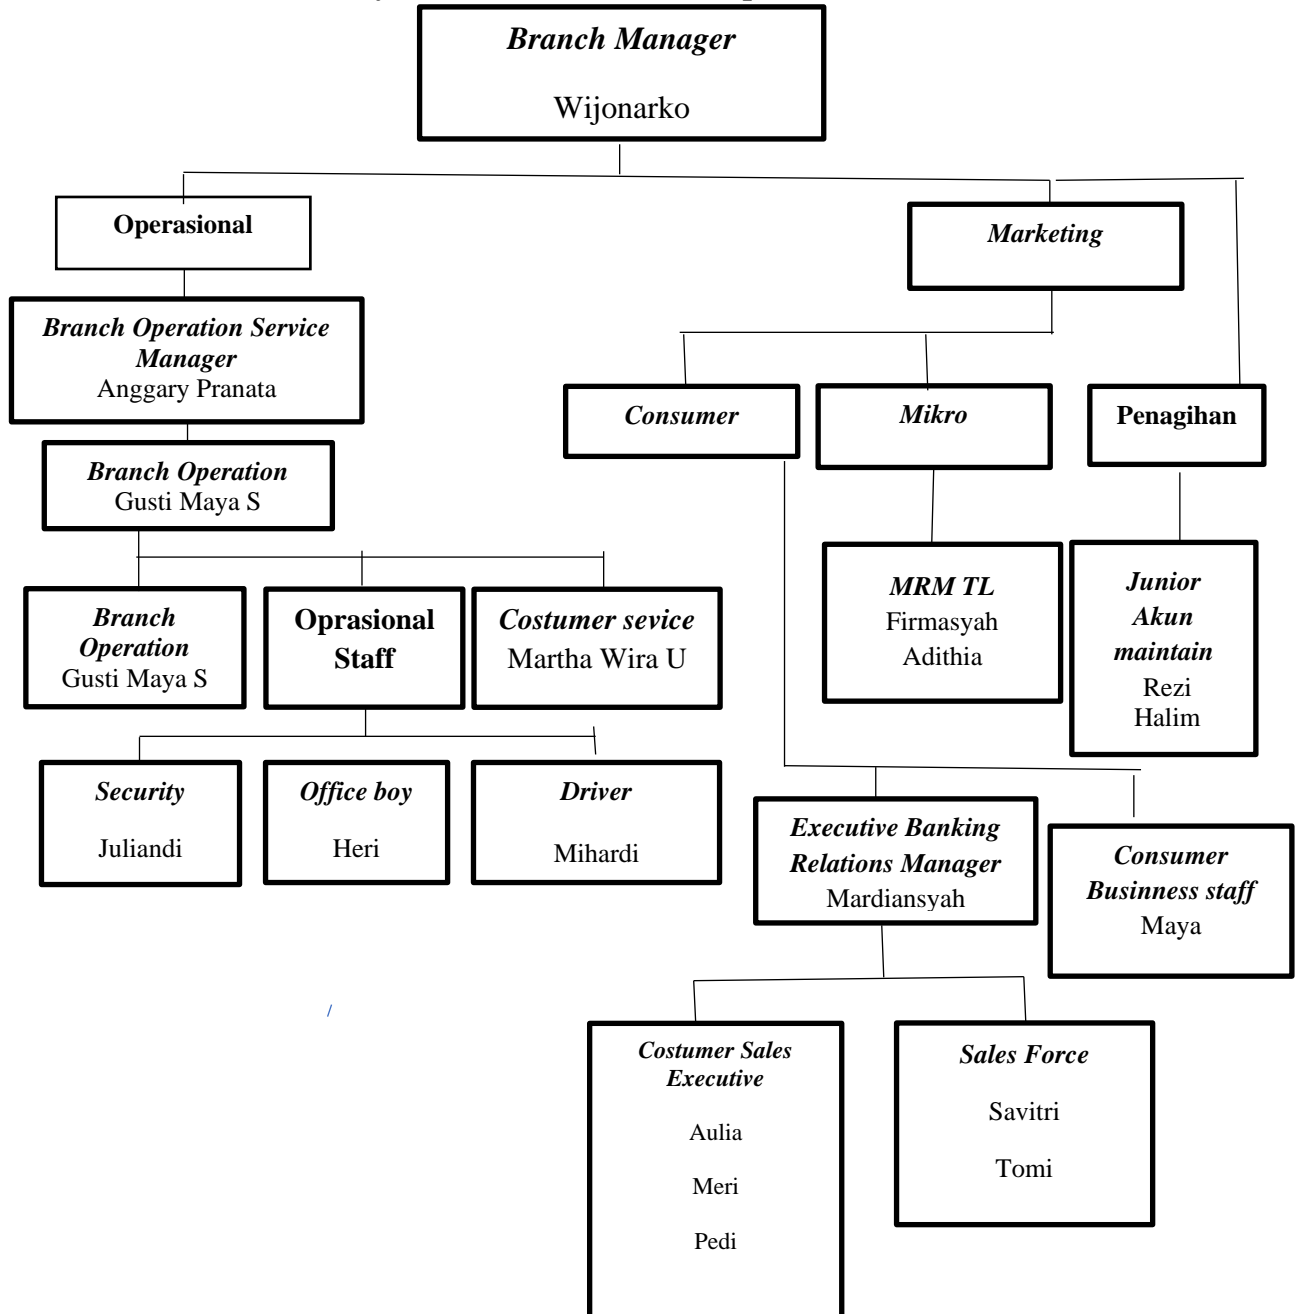 Branch Manager
Wijonarko
Operasional
Marketing
Branch Operation Service
Manager
Anggary Pranata
Consumer
Mikro
Penagihan
Branch Operation
Gusti Maya S
MRM TL
Firmasyah
Adithia
Junior
Akun
maintain
Rezi
Halim
Branch
Operation
Gusti Maya S
Oprasional
Staff
Costumer sevice
Martha Wira U
Security
Juliandi
Office boy
Heri
Driver
Mihardi
Executive Banking
Relations Manager
Mardiansyah
Consumer
Businness staff
Maya
/
Costumer Sales
Executive
Aulia
Meri
Pedi
Sales Force
Savitri
Tomi